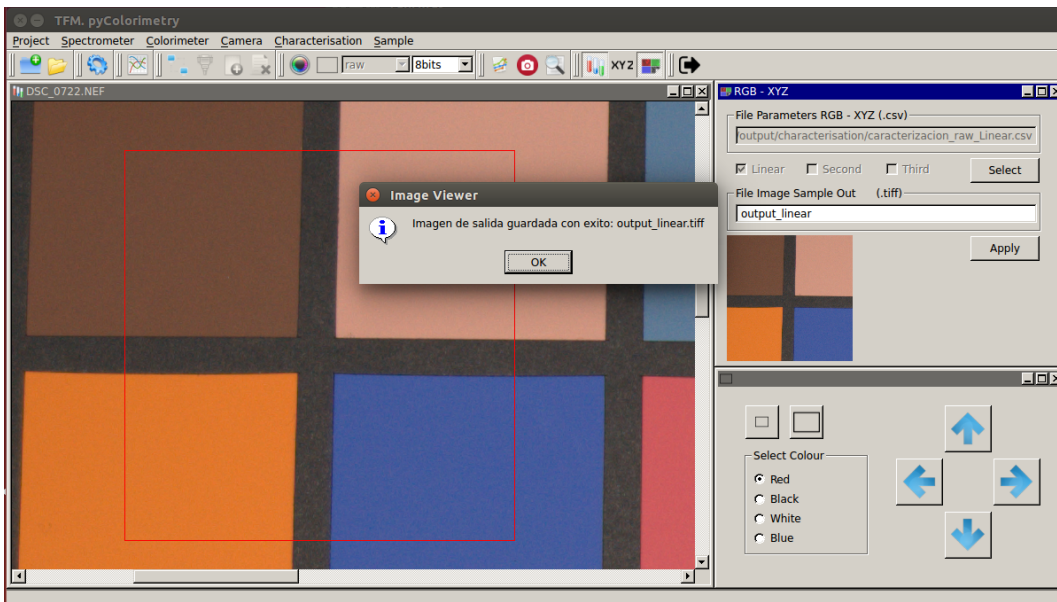 TFM. pyColorimetry
Project Spectrometer Colorimeter Camera Characterisation Sample
raw 8bits XYZ
DSC_0722.NEF
RGB - XYZ
File Parameters RGB - XYZ (.csv)
/output/characterisation/caracterizacion_raw_Linear.csv
Linear Second Third Select
File Image Sample Out (.tiff)
output_linear
Apply
Image Viewer
Imagen de salida guardada con exito: output_linear.tiff
OK
Select Colour
Red
Black
White
Blue